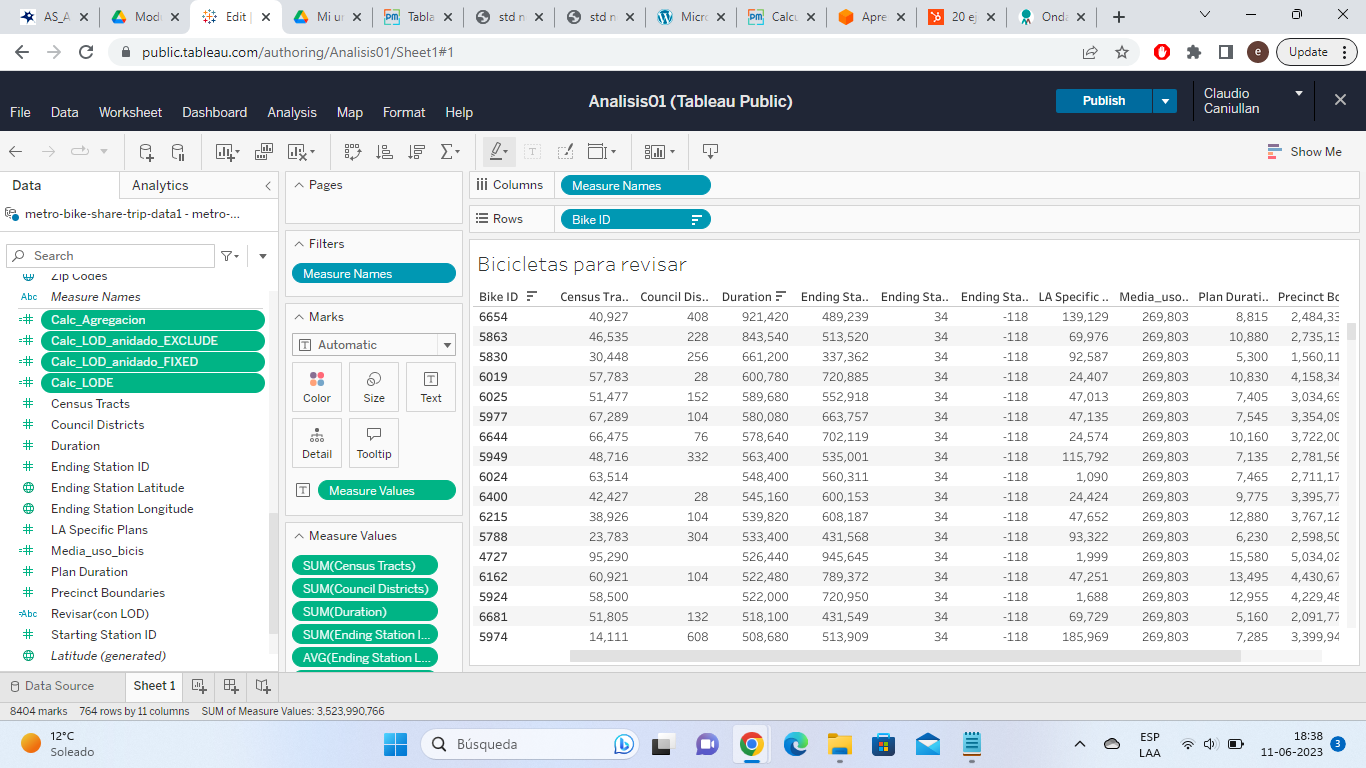 AS_A
Modu
Edit |
Mi un
Tabla
std n
std n
Micro
Calcu
Apre
20 ej
Onda
public.tableau.com/authoring/Analisis01/Sheet1#1
e
Update
File Data Worksheet Dashboard Analysis Map Format Help
Analisis01 (Tableau Public)
Publish
Claudio
Caniullan
Show Me
Data
Analytics
metro-bike-share-trip-data1 - metro-...
Search
Zip Codes
Abc Measure Names
Calc_Agregacion
Calc_LOD_anidado_EXCLUDE
Calc_LOD_anidado_FIXED
Calc_LODE
Census Tracts
Council Districts
Duration
Ending Station ID
Ending Station Latitude
Ending Station Longitude
LA Specific Plans
Media_uso_bicis
Plan Duration
Precinct Boundaries
=Abc Revisar(con LOD)
Starting Station ID
Latitude (generated)
Pages
Filters
Measure Names
Marks
Automatic
Color Size Text
Detail Tooltip
Measure Values
Measure Values
SUM(Census Tracts)
SUM(Council Districts)
SUM(Duration)
SUM(Ending Station I...
AVG(Ending Station L...
Columns Measure Names
Rows Bike ID
Bicicletas para revisar
Bike ID Census Tra.. Council Dis.. Duration Ending Sta.. Ending Sta.. Ending Sta.. LA Specific .. Media_uso.. Plan Durati.. Precinct Bo
6654 40,927 408 921,420 489,239 34 -118 139,129 269,803 8,815 2,484,33
5863 46,535 228 843,540 513,520 34 -118 69,976 269,803 10,880 2,735,13
5830 30,448 256 661,200 337,362 34 -118 92,587 269,803 5,300 1,560,11
6019 57,783 28 600,780 720,885 34 -118 24,407 269,803 10,830 4,158,34
6025 51,477 152 589,680 552,918 34 -118 47,013 269,803 7,405 3,034,69
5977 67,289 104 580,080 663,757 34 -118 47,135 269,803 7,545 3,354,09
6644 66,475 76 578,640 702,119 34 -118 24,574 269,803 10,160 3,722,00
5949 48,716 332 563,400 535,001 34 -118 115,792 269,803 7,135 2,781,56
6024 63,514 548,400 560,311 34 -118 1,090 269,803 7,465 2,711,17
6400 42,427 28 545,160 600,153 34 -118 24,424 269,803 9,775 3,395,77
6215 38,926 104 539,820 608,187 34 -118 47,652 269,803 12,880 3,767,12
5788 23,783 304 533,400 431,568 34 -118 93,322 269,803 6,230 2,598,50
4727 95,290 526,440 945,645 34 -118 1,999 269,803 15,580 5,034,02
6162 60,921 104 522,480 789,372 34 -118 47,251 269,803 13,495 4,430,67
5924 58,500 522,000 720,950 34 -118 1,688 269,803 12,955 4,229,48
6681 51,805 132 518,100 431,549 34 -118 69,729 269,803 5,160 2,091,77
5974 14,111 608 508,680 513,909 34 -118 185,969 269,803 7,285 3,399,94
Data Source
Sheet 1
8404 marks 764 rows by 11 columns SUM of Measure Values: 3,523,990,766
12°C
Soleado
Búsqueda
ESP
LAA
18:38
11-06-2023
3